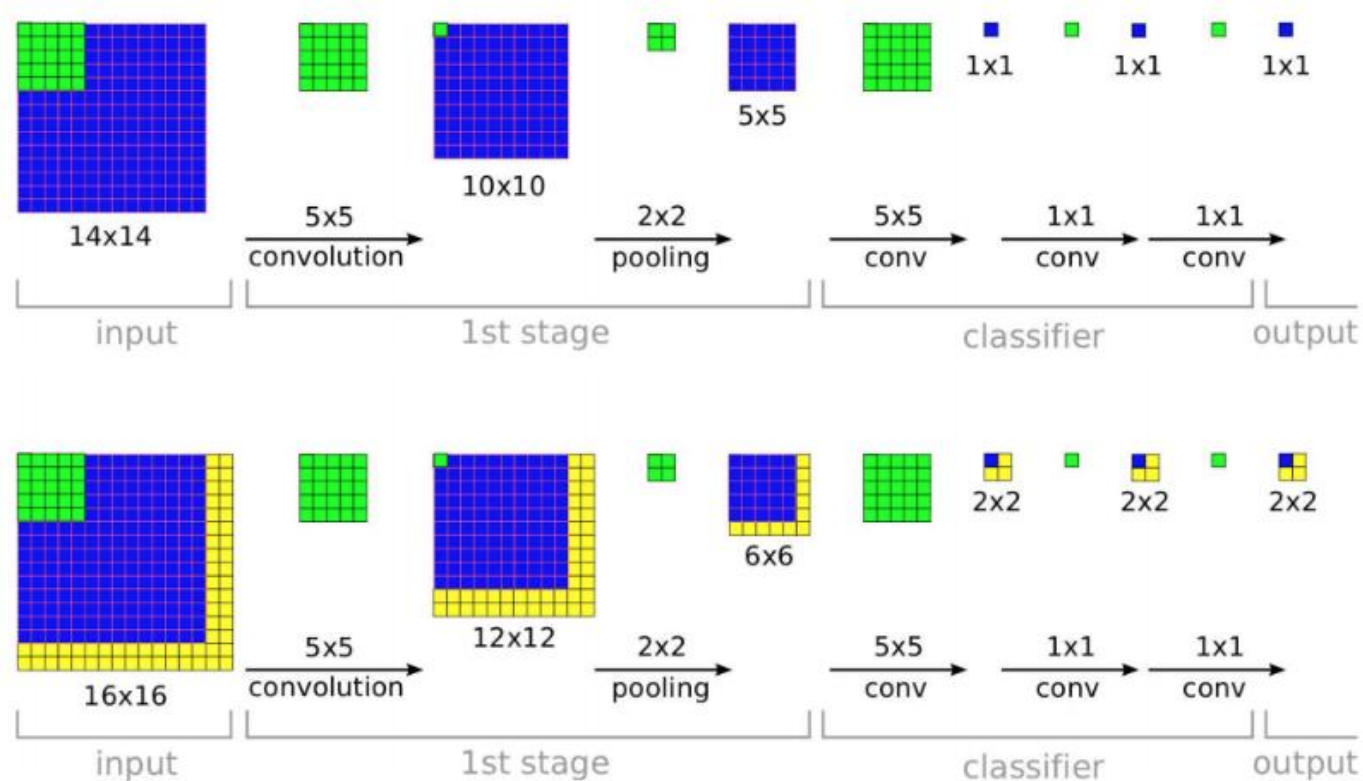 1x1 1x1 1x1
5x5
10x10
14x14
5x5 2x2 5x5 1x1 1x1
convolution pooling conv conv conv
input 1st stage classifier output
2x2 2x2 2x2
6x6
12x12
16x16
5x5 2x2 5x5 1x1 1x1
convolution pooling conv conv conv
input 1st stage classifier output